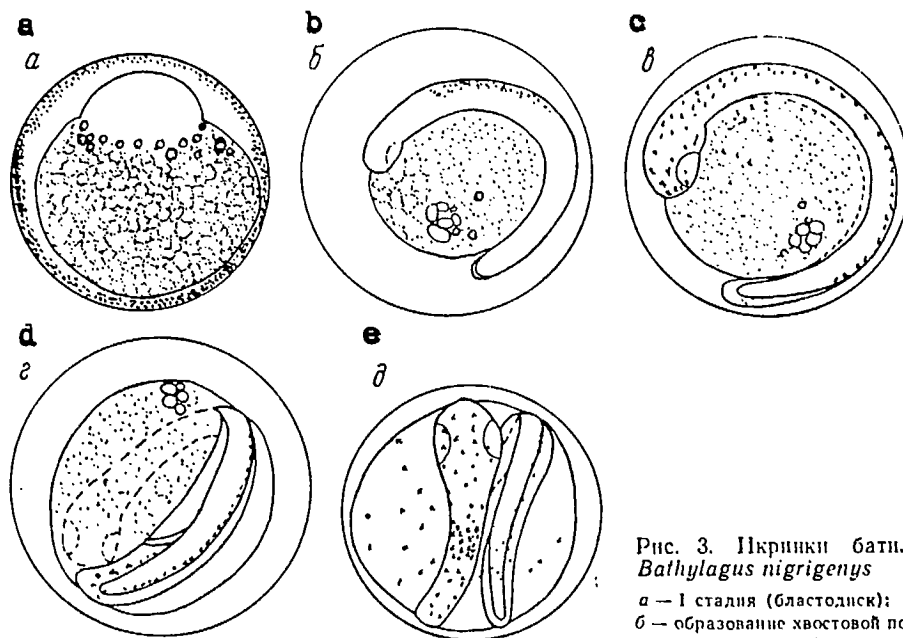 a
b
c
а
б
в
d
e
г
д
Рис. 3. Икринки бати.
Bathylagus nigrigenys
а — I стадия (бластодиск);
б — образование хвостовой по